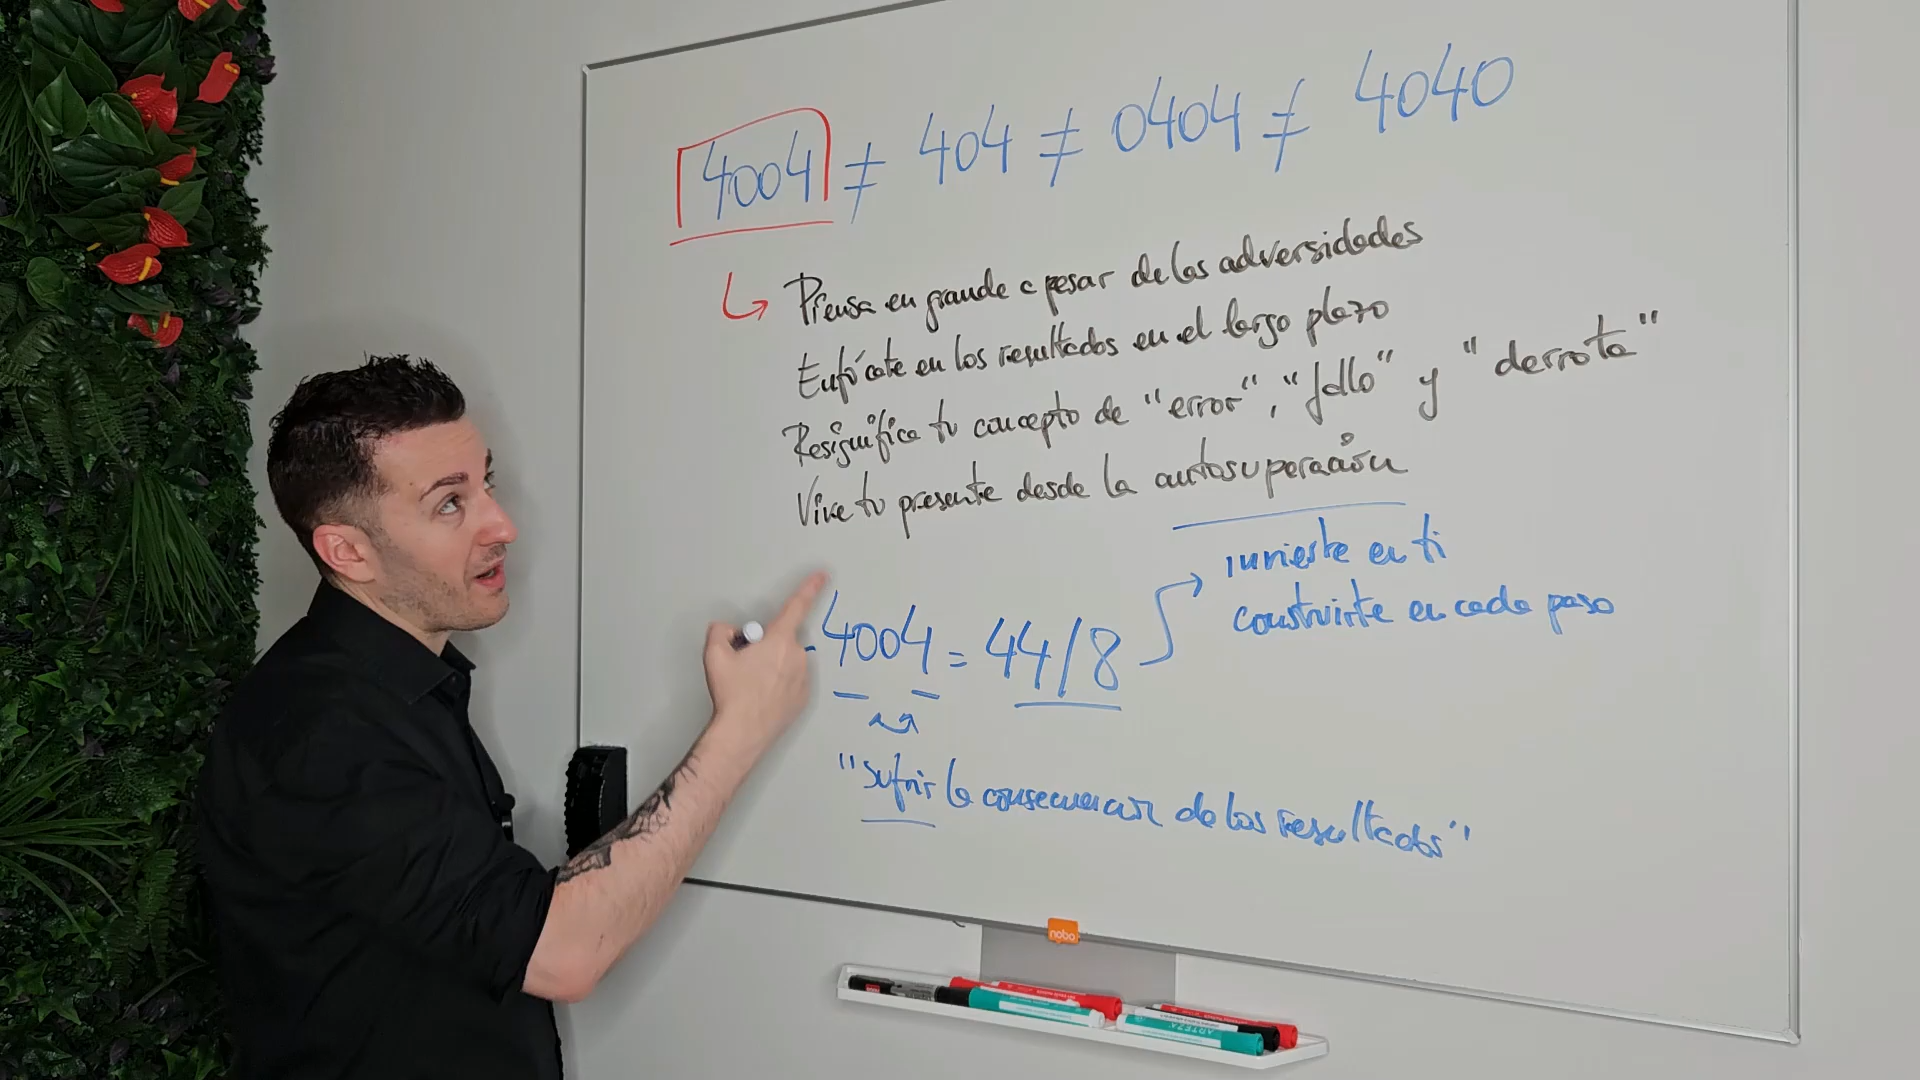 4004 ≠ 404 ≠ 0404 ≠ 4040
↳ Piensa en grande a pesar de las adversidades
Enfócate en los resultados en el largo plazo
Resignifica tu concepto de "error", "fallo" y "derrota"
Vive tu presente desde la autosuperación
invierte en ti
construirte en cada paso
4004 = 44/8
"Sufrir la consecución de los resultados"
nobo
ARTEZA